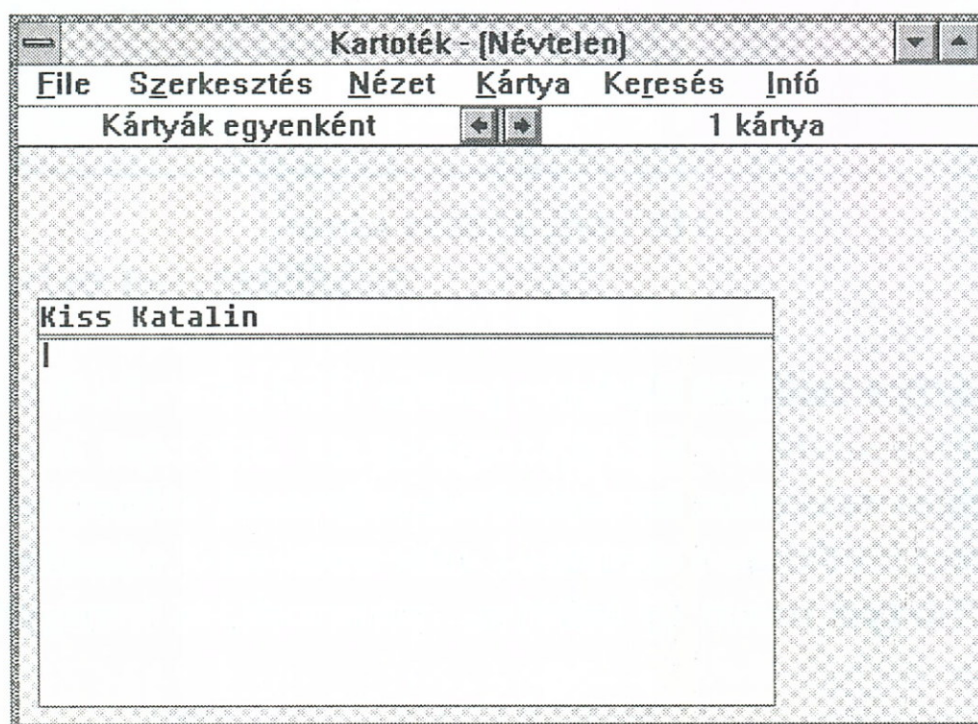 Kartoték - (Névtelen)
File Szerkesztés Nézet Kártya Keresés Infó
Kártyák egyenként 1 kártya
Kiss Katalin